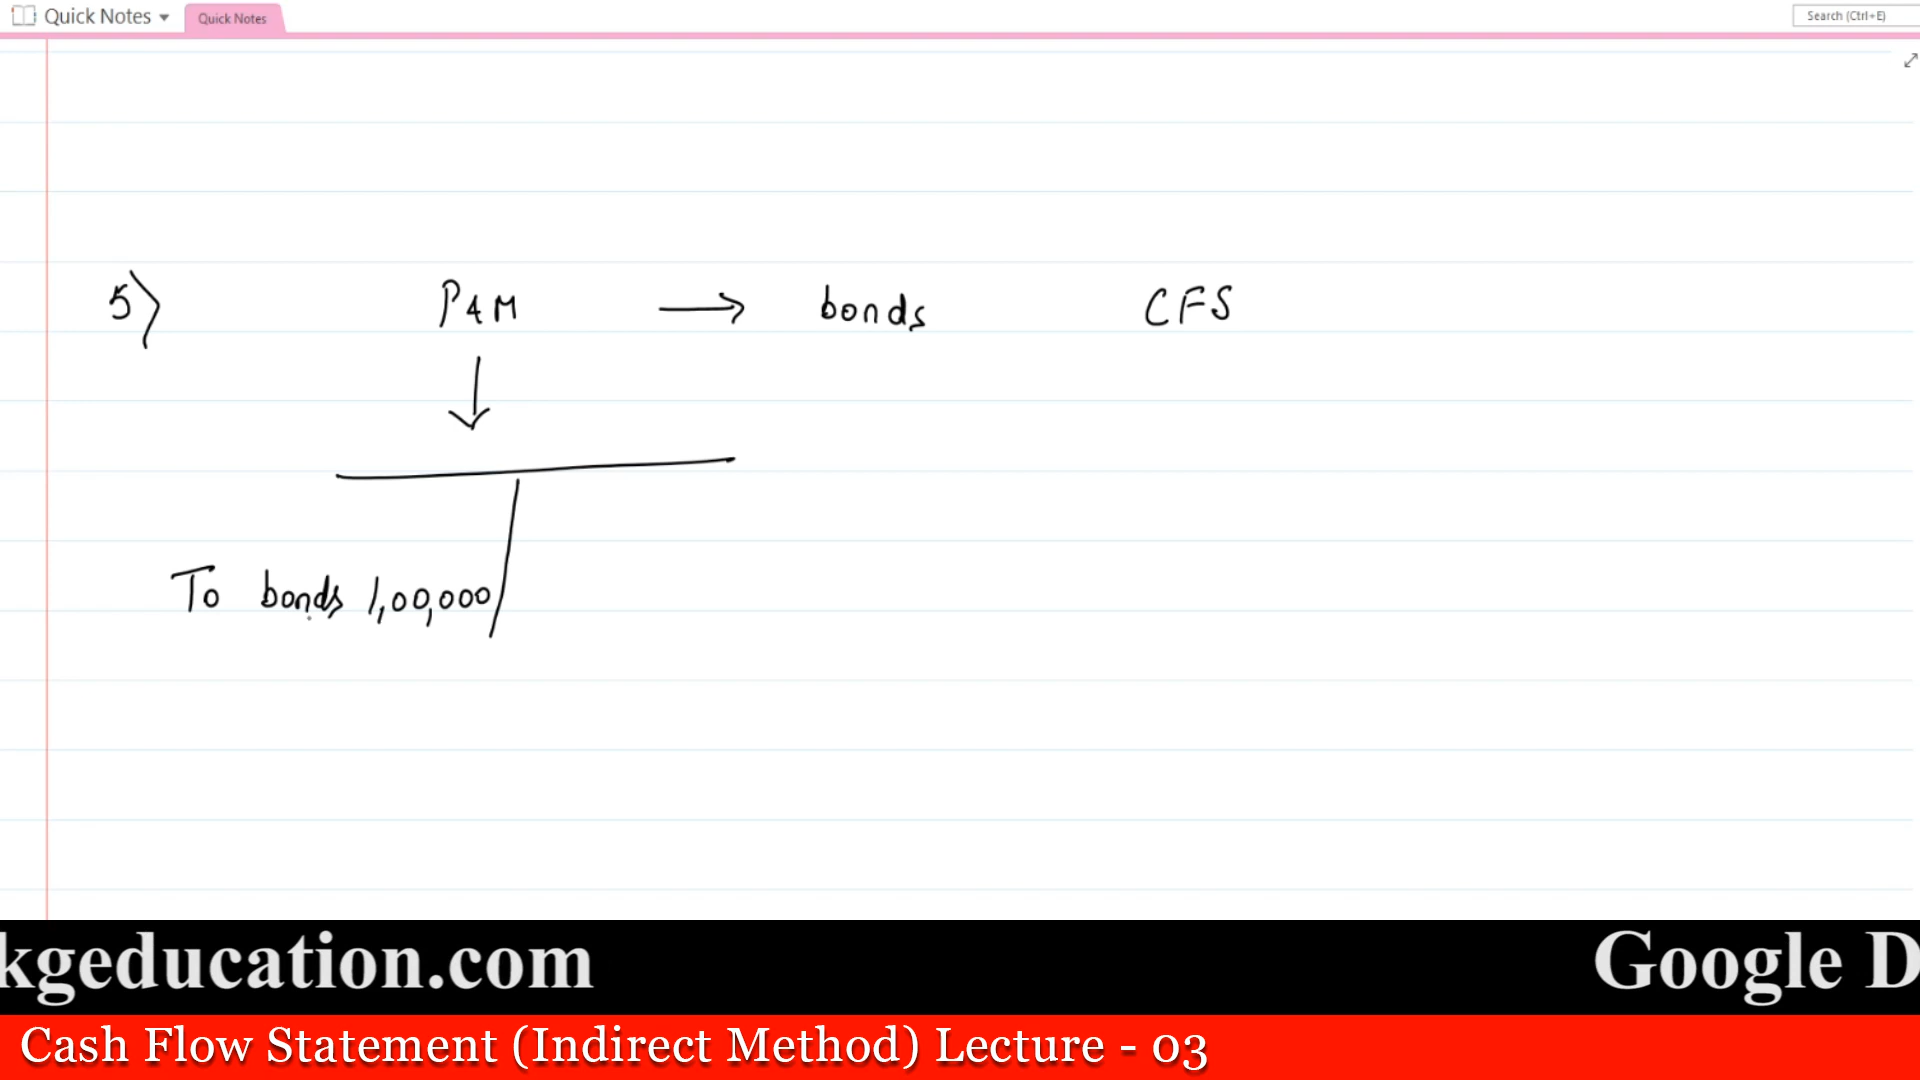 Quick Notes Quick Notes Search (Ctrl+E)
5) P&M → bonds CFS
To bonds 1,00,000
kgeducation.com Google D
Cash Flow Statement (Indirect Method) Lecture - 03